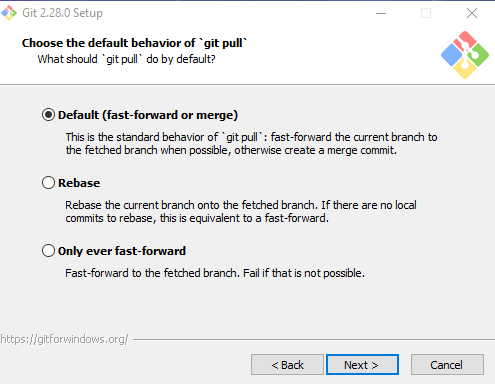 Git 2.28.0 Setup
Choose the default behavior of `git pull`
What should `git pull` do by default?
Default (fast-forward or merge)
This is the standard behavior of `git pull`: fast-forward the current branch to
the fetched branch when possible, otherwise create a merge commit.
Rebase
Rebase the current branch onto the fetched branch. If there are no local
commits to rebase, this is equivalent to a fast-forward.
Only ever fast-forward
Fast-forward to the fetched branch. Fail if that is not possible.
https://gitforwindows.org/
< Back Next > Cancel